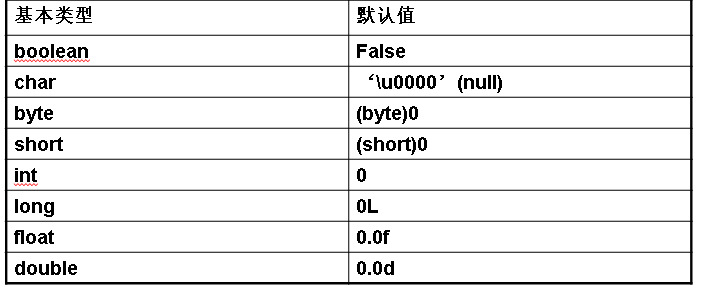 基本类型 默认值
boolean False
char ‘\u0000’(null)
byte (byte)0
short (short)0
int 0
long 0L
float 0.0f
double 0.0d